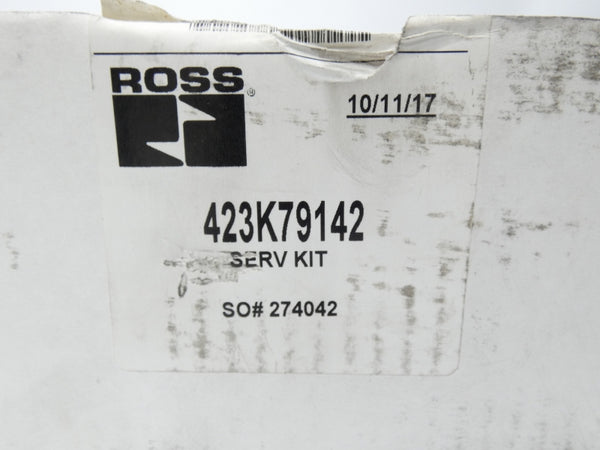 ROSS®
10/11/17
423K79142
SERV KIT
SO# 274042